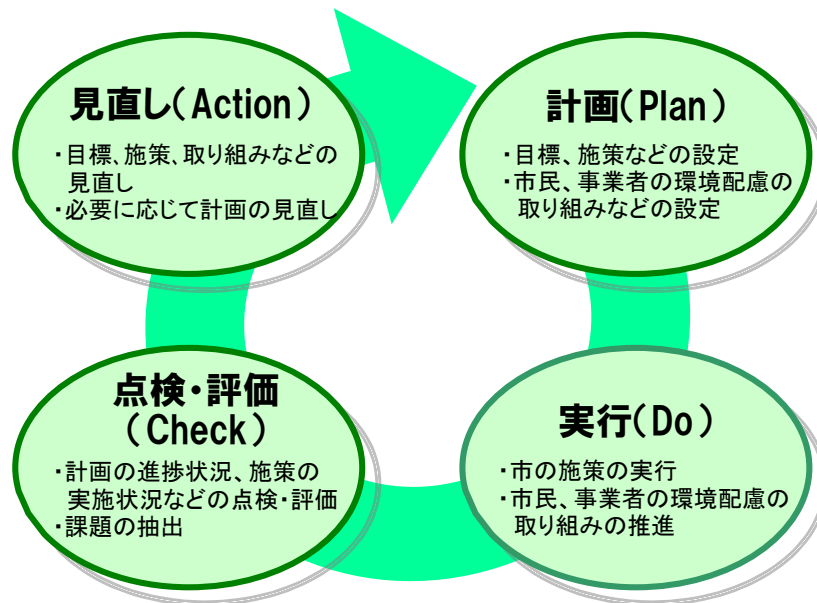 見直し(Action)
・目標、施策、取り組みなどの
見直し
・必要に応じて計画の見直し
計画(Plan)
・目標、施策などの設定
・市民、事業者の環境配慮の
取り組みなどの設定
点検・評価
(Check)
・計画の進捗状況、施策の
実施状況などの点検・評価
・課題の抽出
実行(Do)
・市の施策の実行
・市民、事業者の環境配慮の
取り組みの推進